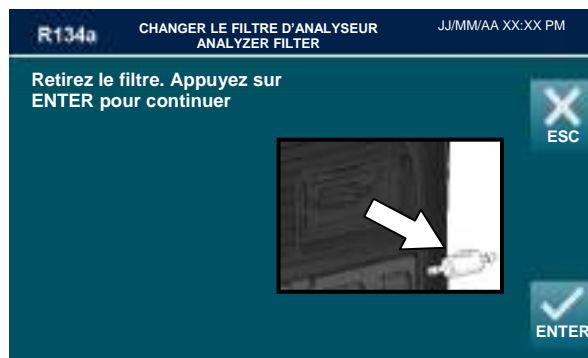 R134a
CHANGER LE FILTRE D'ANALYSEUR
ANALYZER FILTER
JJ/MM/AA XX:XX PM
Retirez le filtre. Appuyez sur
ENTER pour continuer
ESC
ENTER